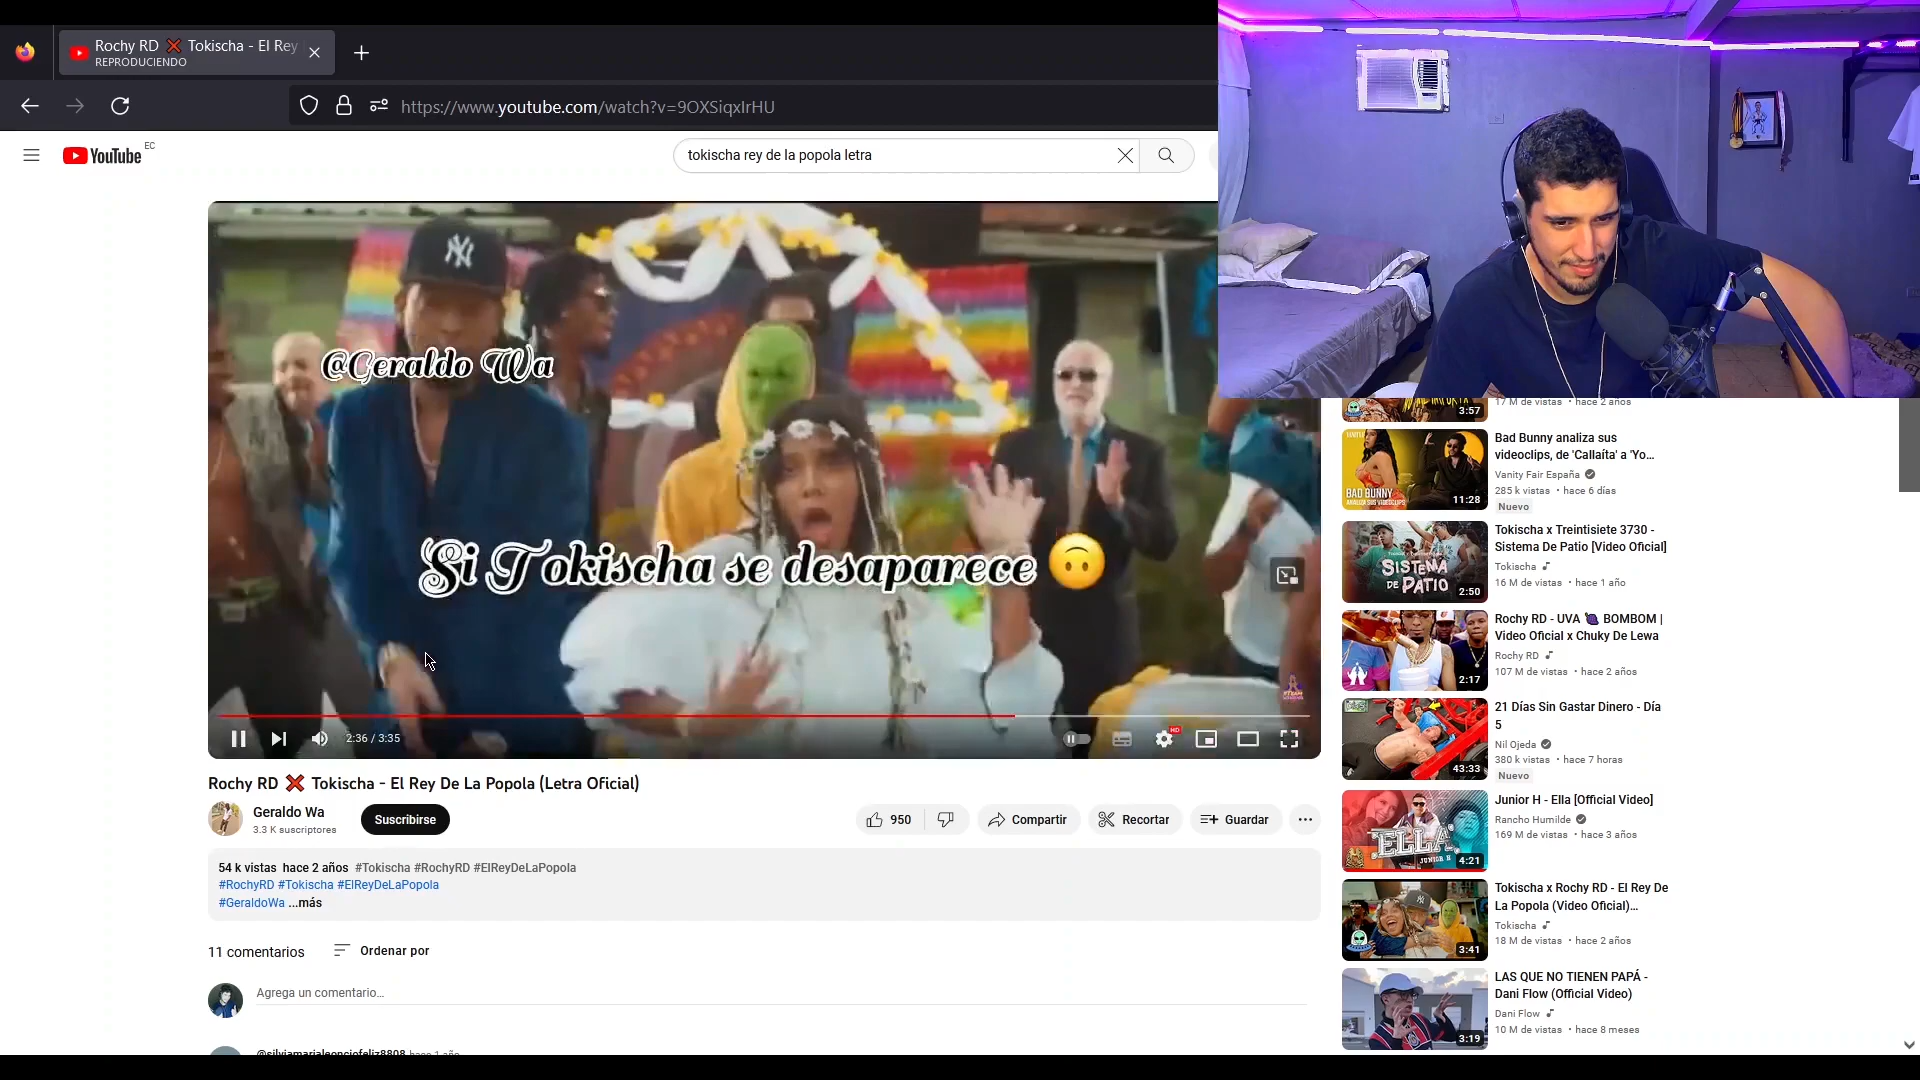 Rochy RD ❌ Tokischa - El Rey
REPRODUCIENDO
https://www.youtube.com/watch?v=9OXSiqxIrHU
YouTube EC
tokischa rey de la popola letra
@Geraldo Wa
Si Tokischa se desaparece 🙃
2:36 / 3:35
HD
Rochy RD ❌ Tokischa - El Rey De La Popola (Letra Oficial)
Geraldo Wa
3.3 K suscriptores
Suscribirse
950
Compartir
Recortar
Guardar
54 k vistas hace 2 años #Tokischa #RochyRD #ElReyDeLaPopola
#RochyRD #Tokischa #ElReyDeLaPopola
#GeraldoWa ...más
11 comentarios
Ordenar por
Agrega un comentario...
@silviamarialeonciofeliz8808 hace 1 año
3:57
17 M de vistas • hace 2 años
BAD BUNNY
11:28
Bad Bunny analiza sus
videoclips, de 'Callaíta' a 'Yo...
Vanity Fair España
285 k vistas • hace 6 días
Nuevo
SISTEMA
DE PATIO
2:50
Tokischa x Treintisiete 3730 -
Sistema De Patio [Video Oficial]
Tokischa
16 M de vistas • hace 1 año
2:17
Rochy RD - UVA 🍇 BOMBOM |
Video Oficial x Chuky De Lewa
Rochy RD
107 M de vistas • hace 2 años
43:33
21 Días Sin Gastar Dinero - Día
5
Nil Ojeda
380 k vistas • hace 7 horas
Nuevo
ELLA
JUNIOR H
4:21
Junior H - Ella [Official Video]
Rancho Humilde
169 M de vistas • hace 3 años
3:41
Tokischa x Rochy RD - El Rey De
La Popola (Video Oficial)...
Tokischa
18 M de vistas • hace 2 años
3:19
LAS QUE NO TIENEN PAPÁ -
Dani Flow (Official Video)
Dani Flow
10 M de vistas • hace 8 meses